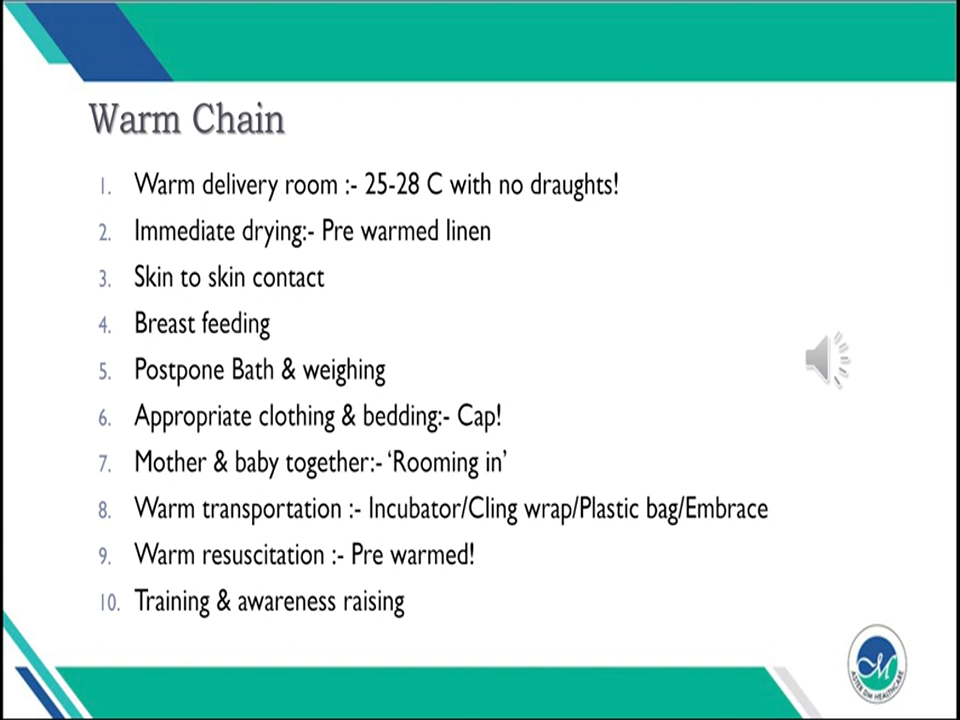 Warm Chain
1. Warm delivery room :- 25-28 C with no draughts!
2. Immediate drying:- Pre warmed linen
3. Skin to skin contact
4. Breast feeding
5. Postpone Bath & weighing
6. Appropriate clothing & bedding:- Cap!
7. Mother & baby together:- ‘Rooming in’
8. Warm transportation :- Incubator/Cling wrap/Plastic bag/Embrace
9. Warm resuscitation :- Pre warmed!
10. Training & awareness raising
ASTER DM HEALTHCARE